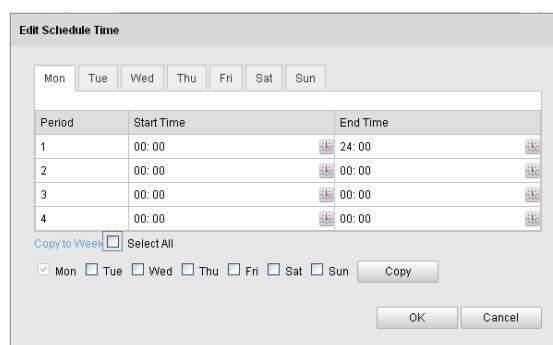 Edit Schedule Time
Mon Tue Wed Thu Fri Sat Sun
Period Start Time End Time
1 00: 00 24: 00
2 00: 00 00: 00
3 00: 00 00: 00
4 00: 00 00: 00
Copy to Week Select All
Mon Tue Wed Thu Fri Sat Sun Copy
OK Cancel